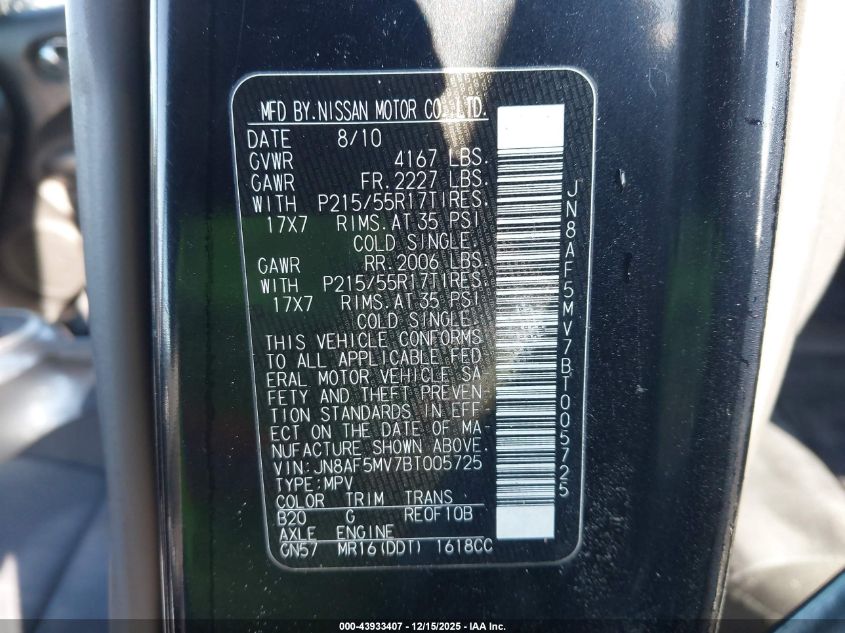 MFD BY.NISSAN MOTOR CO.,LTD.
DATE 8/10
GVWR 4167 LBS.
GAWR FR.2227 LBS.
WITH P215/55R17TIRES.
17X7 RIMS.AT 35 PSI
COLD SINGLE.
GAWR RR.2006 LBS.
WITH P215/55R17TIRES.
17X7 RIMS.AT 35 PSI
COLD SINGLE.
THIS VEHICLE CONFORMS
TO ALL APPLICABLE FED
ERAL MOTOR VEHICLE SA
FETY AND THEFT PREVEN
TION STANDARDS IN EFF
ECT ON THE DATE OF MA
NUFACTURE SHOWN ABOVE.
VIN:JN8AF5MV7BT005725
TYPE:MPV
COLOR TRIM TRANS
B20 G RE0F10B
AXLE ENGINE
GN57 MR16(DDT) 1618CC
JN8AF5MV7BT005725
000-43933407 - 12/15/2025 - IAA Inc.